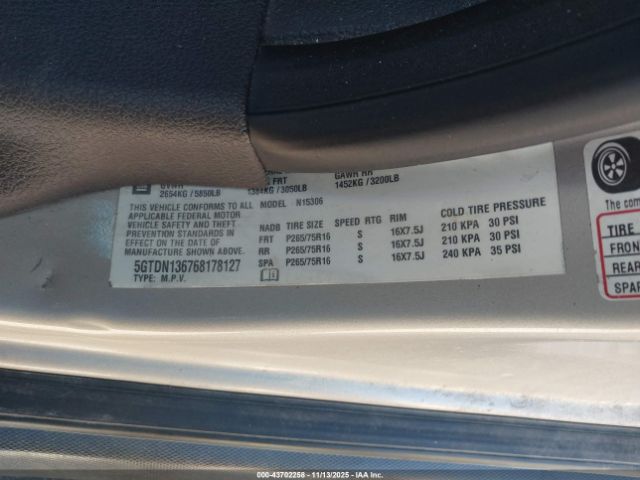 GVWR
2654KG / 5850LB
FRT
1384KG / 3050LB
GAWR RR
1452KG / 3200LB
THIS VEHICLE CONFORMS TO ALL
APPLICABLE FEDERAL MOTOR
VEHICLE SAFETY AND THEFT
PREVENTION STANDARDS IN
EFFECT ON THE DATE OF
MANUFACTURE SHOWN ABOVE.
5GTDN136768178127
TYPE: M.P.V.
MODEL N15306
NADB TIRE SIZE SPEED RTG RIM COLD TIRE PRESSURE
FRT P265/75R16 S 16X7.5J 210 KPA 30 PSI
RR P265/75R16 S 16X7.5J 210 KPA 30 PSI
SPA P265/75R16 S 16X7.5J 240 KPA 35 PSI
The com
TIRE
FRON
REAR
SPAR
000-43702258 - 11/13/2025 - IAAI.COM